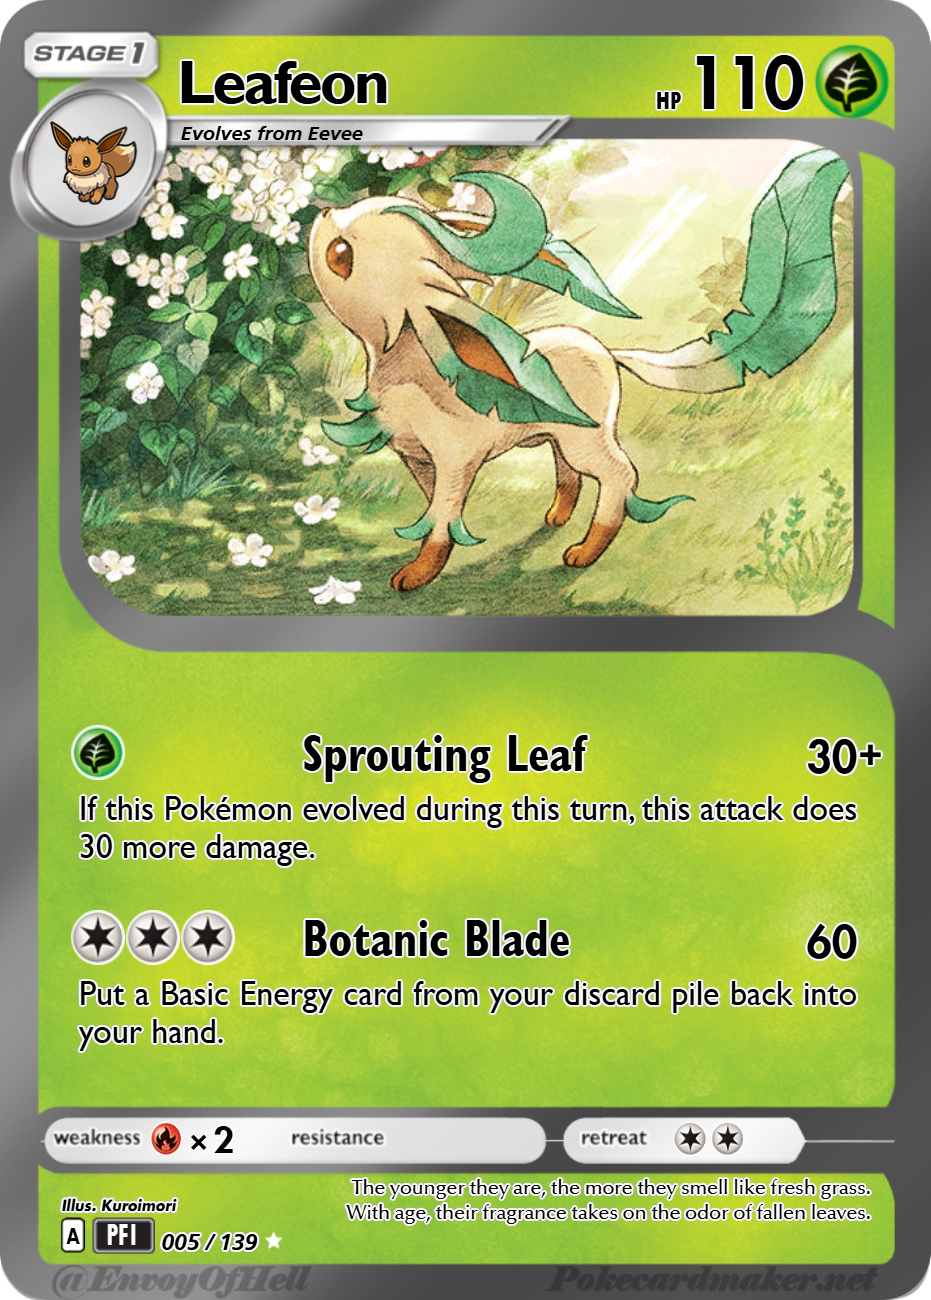 STAGE 1
Leafeon
HP 110
Evolves from Eevee
Sprouting Leaf 30+
If this Pokémon evolved during this turn, this attack does
30 more damage.
Botanic Blade 60
Put a Basic Energy card from your discard pile back into
your hand.
weakness × 2 resistance retreat
The younger they are, the more they smell like fresh grass.
With age, their fragrance takes on the odor of fallen leaves.
Illus. Kuroimori
A PFI 005 / 139
@EnvoyOfHell Pokecardmaker.net